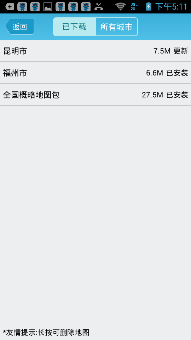 下午5:11
返回 已下载 所有城市
昆明市 7.5M 更新
福州市 6.6M 已安装
全国概略地图包 27.5M 已安装
*友情提示:长按可删除地图